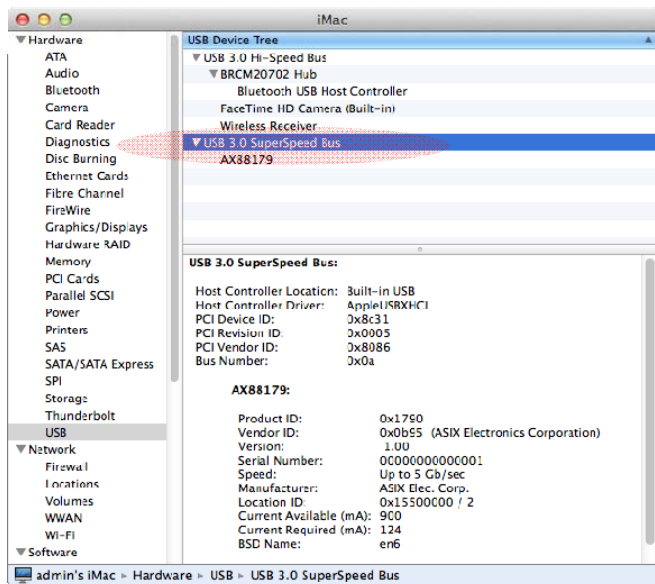 iMac
Hardware
ATA
Audio
Bluetooth
Camera
Card Reader
Diagnostics
Disc Burning
Ethernet Cards
Fibre Channel
FireWire
Graphics/Displays
Hardware RAID
Memory
PCI Cards
Parallel SCSI
Power
Printers
SAS
SATA/SATA Express
SPI
Storage
Thunderbolt
USB
Network
Firewall
Locations
Volumes
WWAN
Wi-Fi
Software
USB Device Tree
USB 3.0 Hi-Speed Bus
BRCM20702 Hub
Bluetooth USB Host Controller
FaceTime HD Camera (Built-in)
Wireless Receiver
USB 3.0 SuperSpeed Bus
AX88179
USB 3.0 SuperSpeed Bus:
Host Controller Location: Built-in USB
Host Controller Driver: AppleUSBXHCI
PCI Device ID: 0x8c31
PCI Revision ID: 0x0005
PCI Vendor ID: 0x8086
Bus Number: 0x0a
AX88179:
Product ID: 0x1790
Vendor ID: 0x0b95 (ASIX Electronics Corporation)
Version: 1.00
Serial Number: 00000000000001
Speed: Up to 5 Gb/sec
Manufacturer: ASIX Elec. Corp.
Location ID: 0x15500000 / 2
Current Available (mA): 900
Current Required (mA): 124
BSD Name: en6
admin's iMac ▸ Hardware ▸ USB ▸ USB 3.0 SuperSpeed Bus